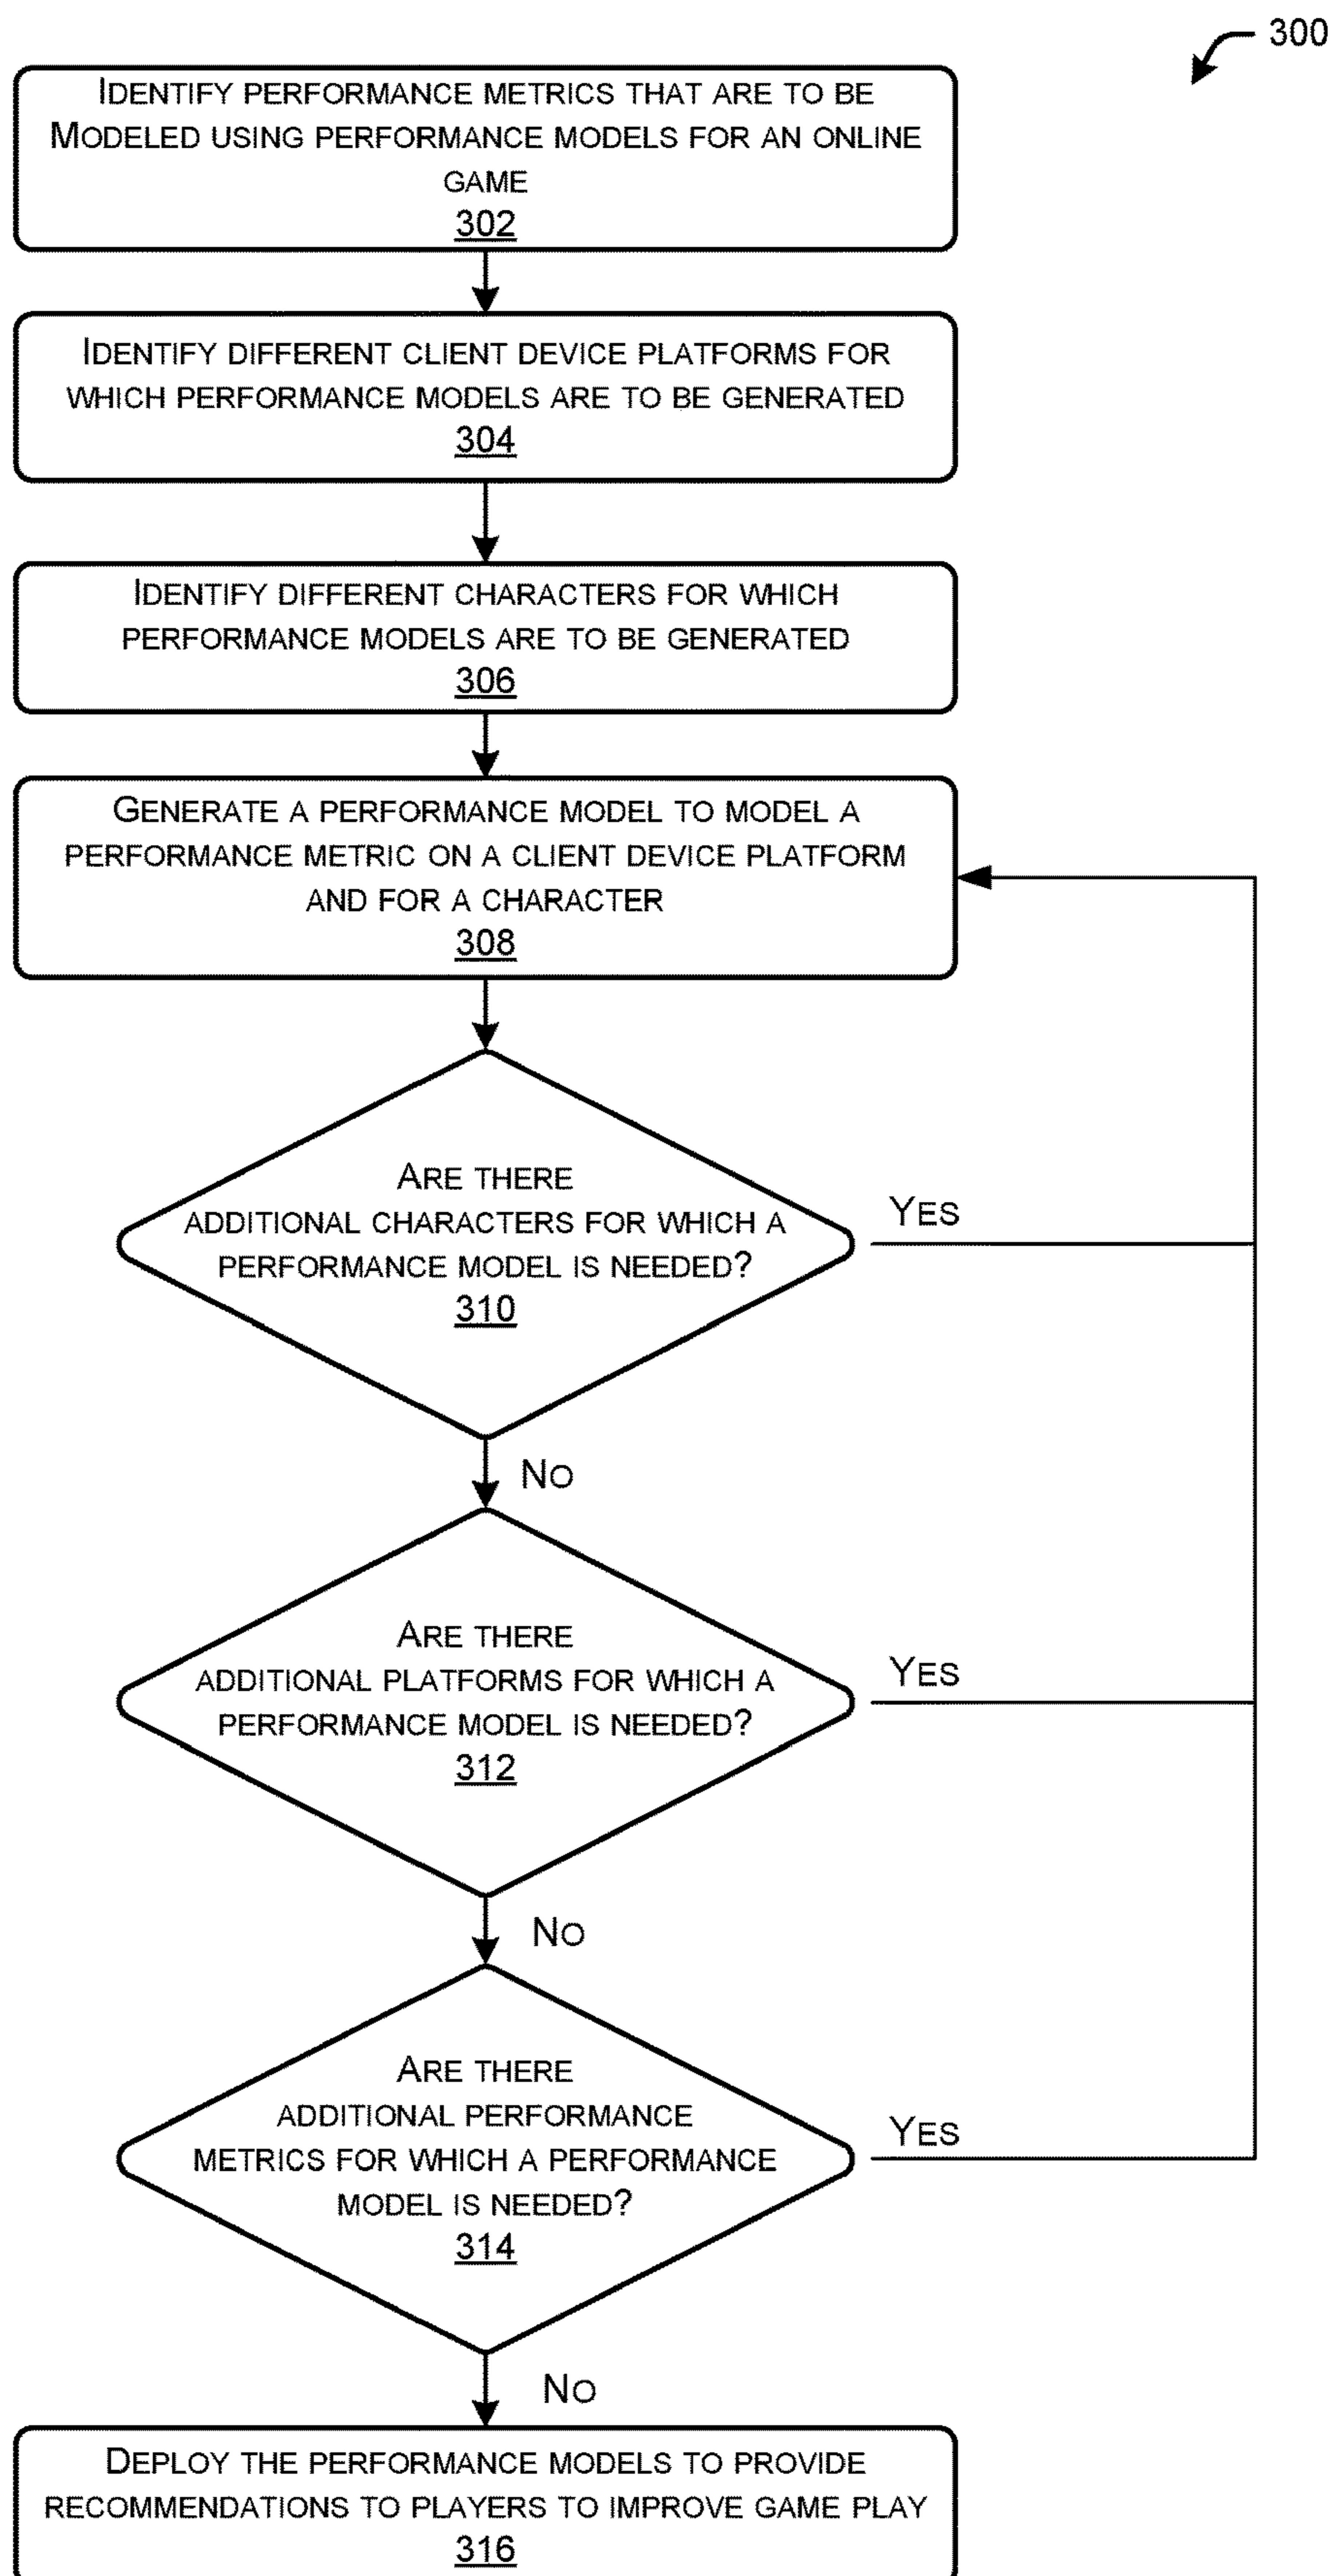 300
IDENTIFY PERFORMANCE METRICS THAT ARE TO BE
MODELED USING PERFORMANCE MODELS FOR AN ONLINE
GAME
302
IDENTIFY DIFFERENT CLIENT DEVICE PLATFORMS FOR
WHICH PERFORMANCE MODELS ARE TO BE GENERATED
304
IDENTIFY DIFFERENT CHARACTERS FOR WHICH
PERFORMANCE MODELS ARE TO BE GENERATED
306
GENERATE A PERFORMANCE MODEL TO MODEL A
PERFORMANCE METRIC ON A CLIENT DEVICE PLATFORM
AND FOR A CHARACTER
308
ARE THERE
ADDITIONAL CHARACTERS FOR WHICH A
PERFORMANCE MODEL IS NEEDED?
310
YES
NO
ARE THERE
ADDITIONAL PLATFORMS FOR WHICH A
PERFORMANCE MODEL IS NEEDED?
312
YES
NO
ARE THERE
ADDITIONAL PERFORMANCE
METRICS FOR WHICH A PERFORMANCE
MODEL IS NEEDED?
314
YES
NO
DEPLOY THE PERFORMANCE MODELS TO PROVIDE
RECOMMENDATIONS TO PLAYERS TO IMPROVE GAME PLAY
316